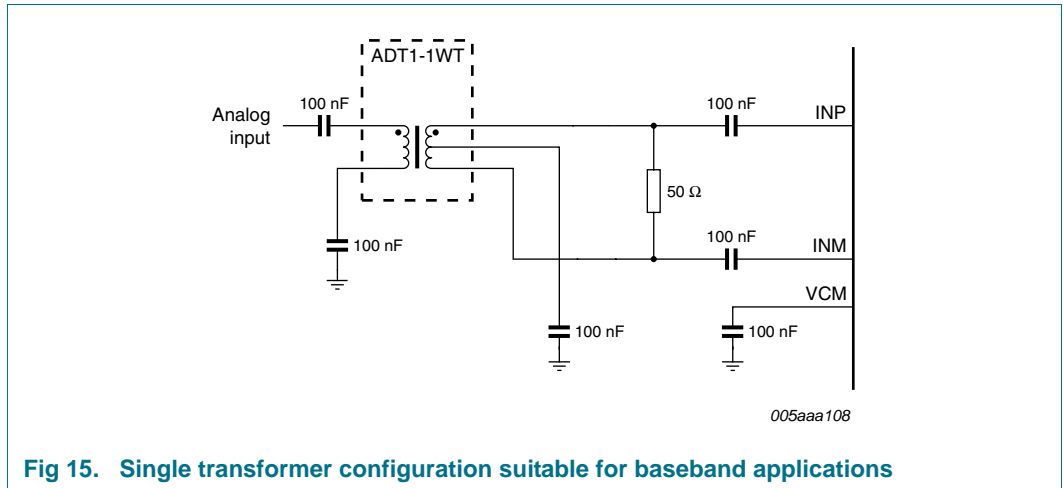 ADT1-1WT
100 nF
100 nF
Analog
INP
input
50 Ω
100 nF
INM
100 nF
VCM
100 nF
100 nF
005aaa108
Fig 15. Single transformer configuration suitable for baseband applications